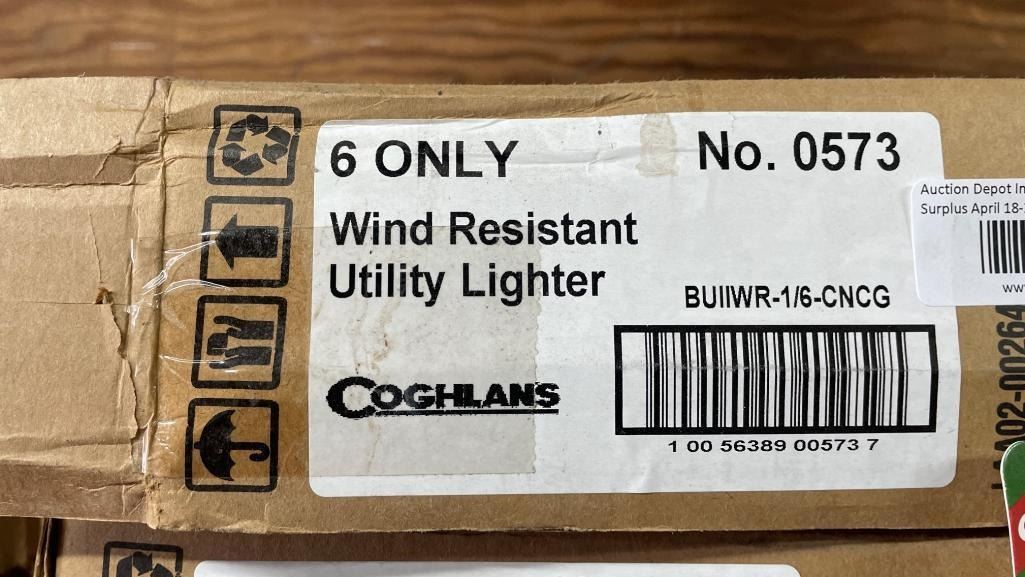 6 ONLY
No. 0573
Wind Resistant
Utility Lighter
BUIIWR-1/6-CNCG
COGHLANS
1 00 56389 00573 7
Auction Depot
Surplus April 18-